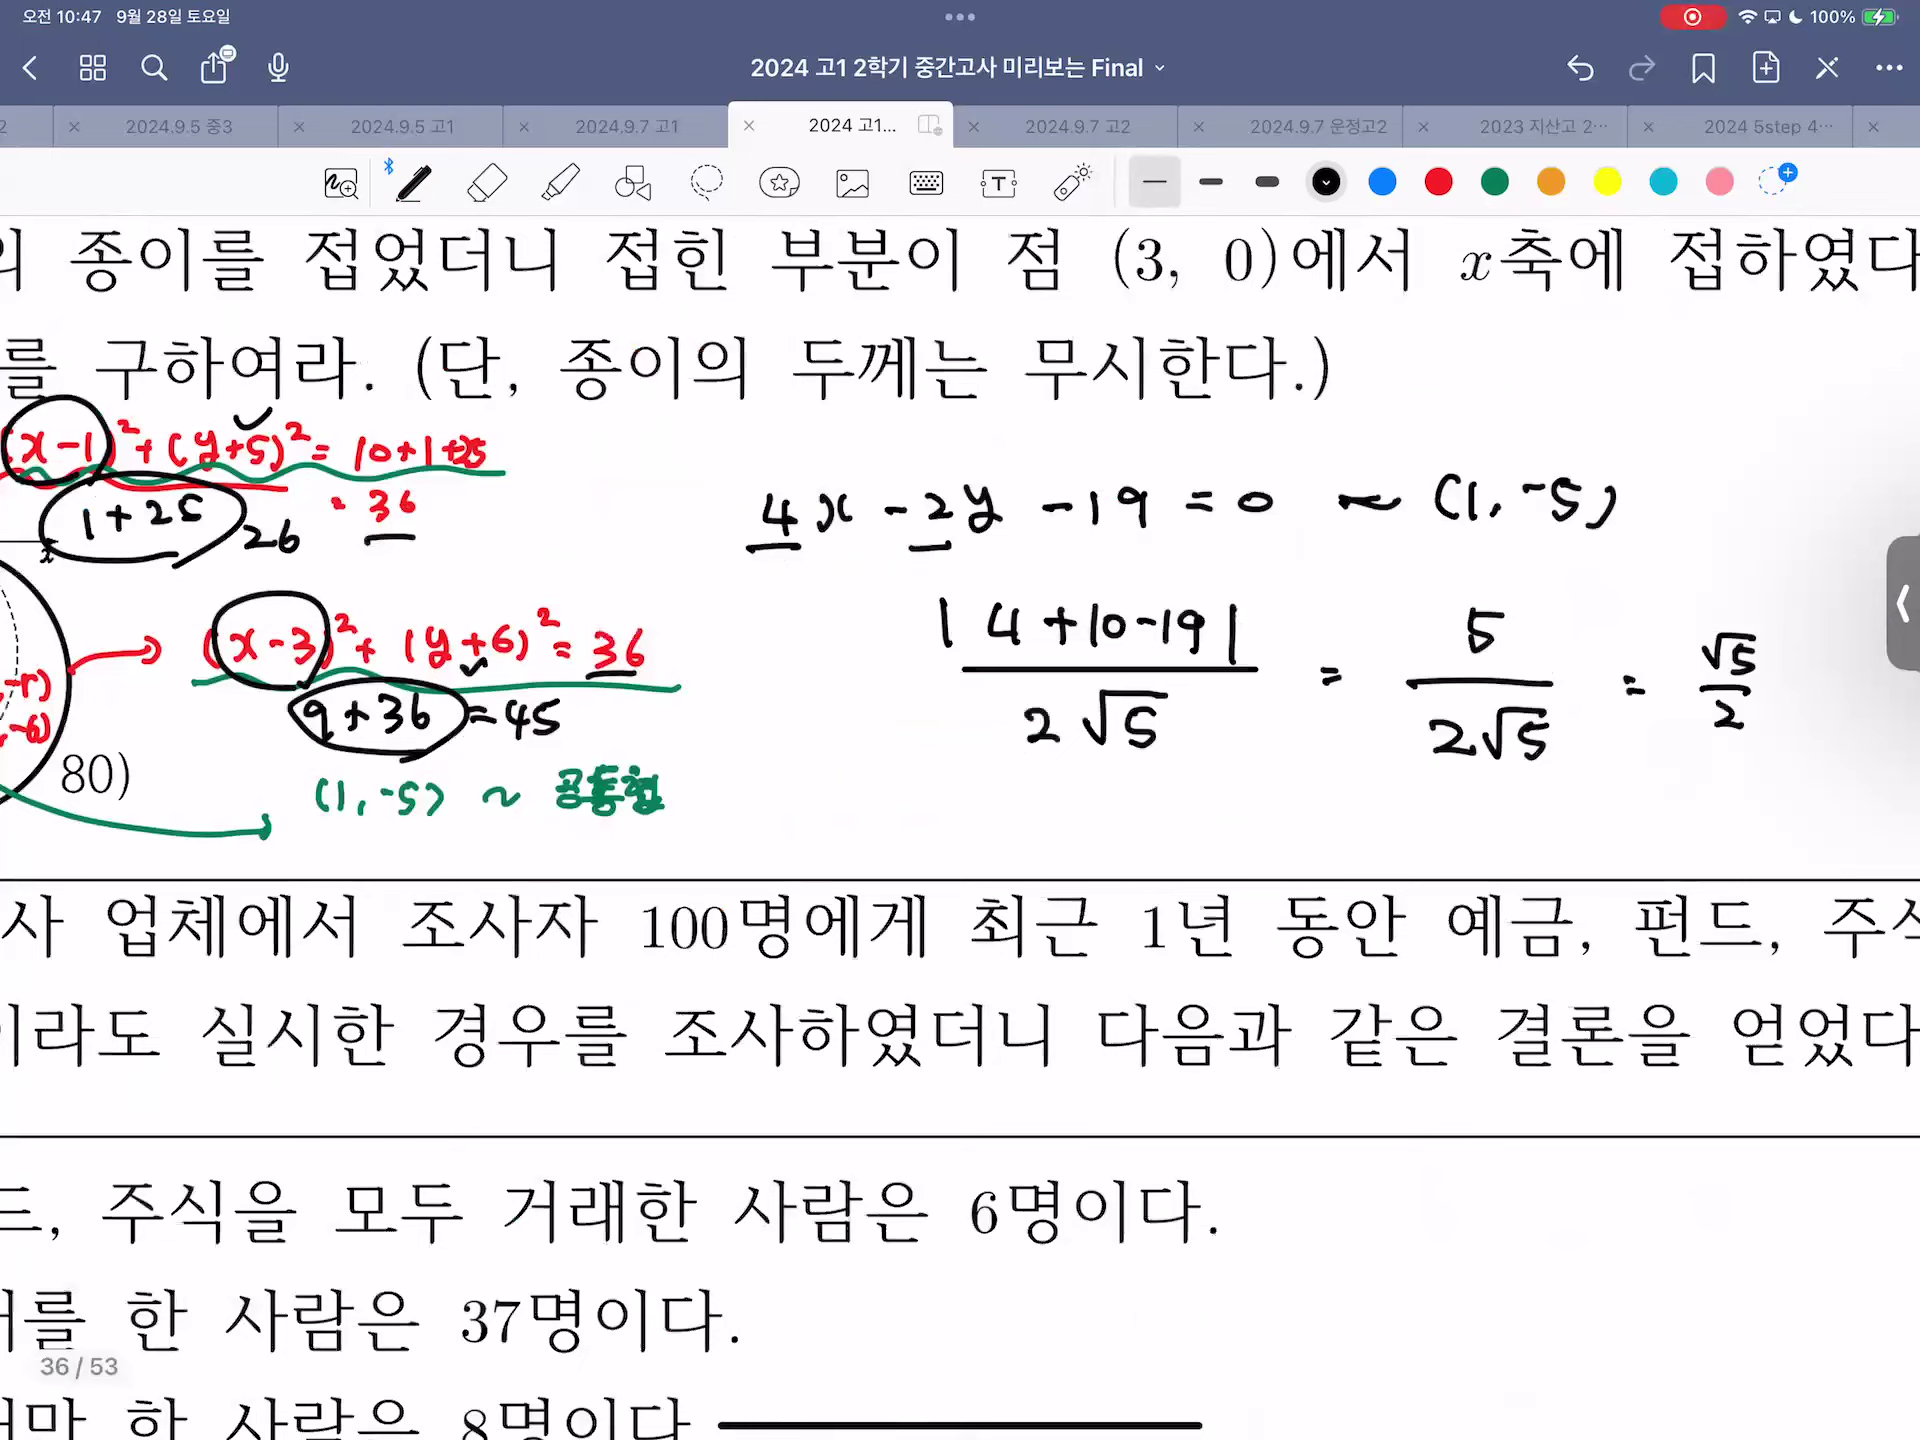 오전 10:47 9월 28일 토요일
100%
2024 고1 2학기 중간고사 미리보는 Final
2 2024.9.5 중3 2024.9.5 고1 2024.9.7 고1 2024 고1... 2024.9.7 고2 2024.9.7 운정고2 2023 지산고 2… 2024 5step 4…
의 종이를 접었더니 접힌 부분이 점 (3, 0)에서 x축에 접하였다
를 구하여라. (단, 종이의 두께는 무시한다.)
(x-1)²+(y+5)²= 10+1+25
= 36
1+25 26
x
4x -2y -19 = 0 ~ (1, -5)
(x-3)²+(y+6)²= 36
9+36 = 45
|4+10-19| / 2√5 = 5 / 2√5 = √5 / 2
-r)
-6)
80)
(1, -5) ~ 공통현
사 업체에서 조사자 100명에게 최근 1년 동안 예금, 펀드, 주식
이라도 실시한 경우를 조사하였더니 다음과 같은 결론을 얻었다
드, 주식을 모두 거래한 사람은 6명이다.
를 한 사람은 37명이다.
36 / 53
만 한 사람은 8명이다